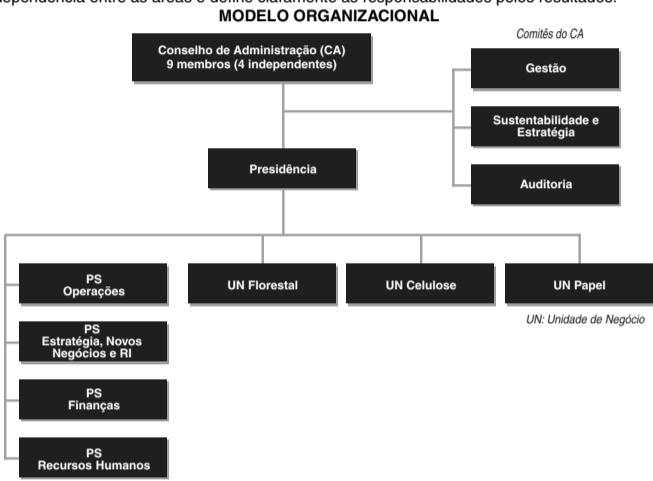 dependência entre as áreas e define claramente as responsabilidades pelos resultados.
MODELO ORGANIZACIONAL
Conselho de Administração (CA)
9 membros (4 independentes)
Comitês do CA
Gestão
Sustentabilidade e
Estratégia
Auditoria
Presidência
PS
Operações
UN Florestal
UN Celulose
UN Papel
UN: Unidade de Negócio
PS
Estratégia, Novos
Negócios e RI
PS
Finanças
PS
Recursos Humanos